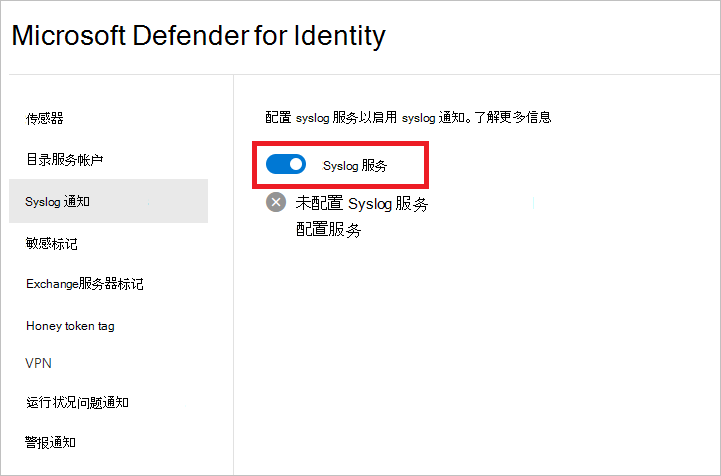 Microsoft Defender for Identity
传感器
目录服务帐户
Syslog 通知
敏感标记
Exchange服务器标记
Honey token tag
VPN
运行状况问题通知
警报通知
配置 syslog 服务以启用 syslog 通知。了解更多信息
Syslog 服务
未配置 Syslog 服务
配置服务